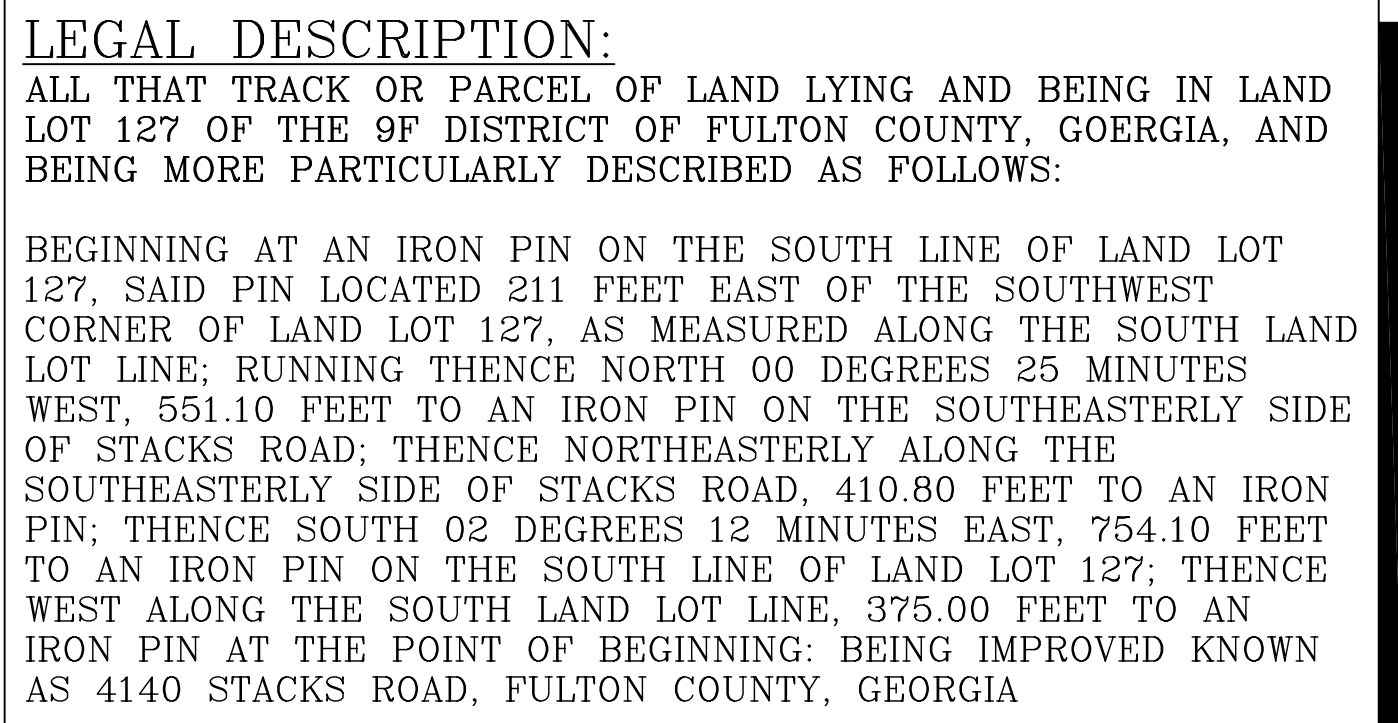 LEGAL DESCRIPTION:
ALL THAT TRACK OR PARCEL OF LAND LYING AND BEING IN LAND
LOT 127 OF THE 9F DISTRICT OF FULTON COUNTY, GOERGIA, AND
BEING MORE PARTICULARLY DESCRIBED AS FOLLOWS:
BEGINNING AT AN IRON PIN ON THE SOUTH LINE OF LAND LOT
127, SAID PIN LOCATED 211 FEET EAST OF THE SOUTHWEST
CORNER OF LAND LOT 127, AS MEASURED ALONG THE SOUTH LAND
LOT LINE; RUNNING THENCE NORTH 00 DEGREES 25 MINUTES
WEST, 551.10 FEET TO AN IRON PIN ON THE SOUTHEASTERLY SIDE
OF STACKS ROAD; THENCE NORTHEASTERLY ALONG THE
SOUTHEASTERLY SIDE OF STACKS ROAD, 410.80 FEET TO AN IRON
PIN; THENCE SOUTH 02 DEGREES 12 MINUTES EAST, 754.10 FEET
TO AN IRON PIN ON THE SOUTH LINE OF LAND LOT 127; THENCE
WEST ALONG THE SOUTH LAND LOT LINE, 375.00 FEET TO AN
IRON PIN AT THE POINT OF BEGINNING: BEING IMPROVED KNOWN
AS 4140 STACKS ROAD, FULTON COUNTY, GEORGIA